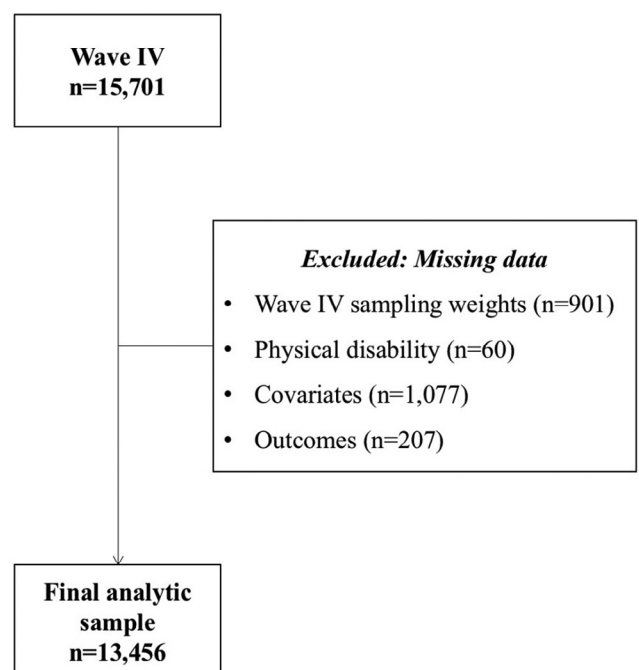 Wave IV
n=15,701
Excluded: Missing data
• Wave IV sampling weights (n=901)
• Physical disability (n=60)
• Covariates (n=1,077)
• Outcomes (n=207)
Final analytic
sample
n=13,456